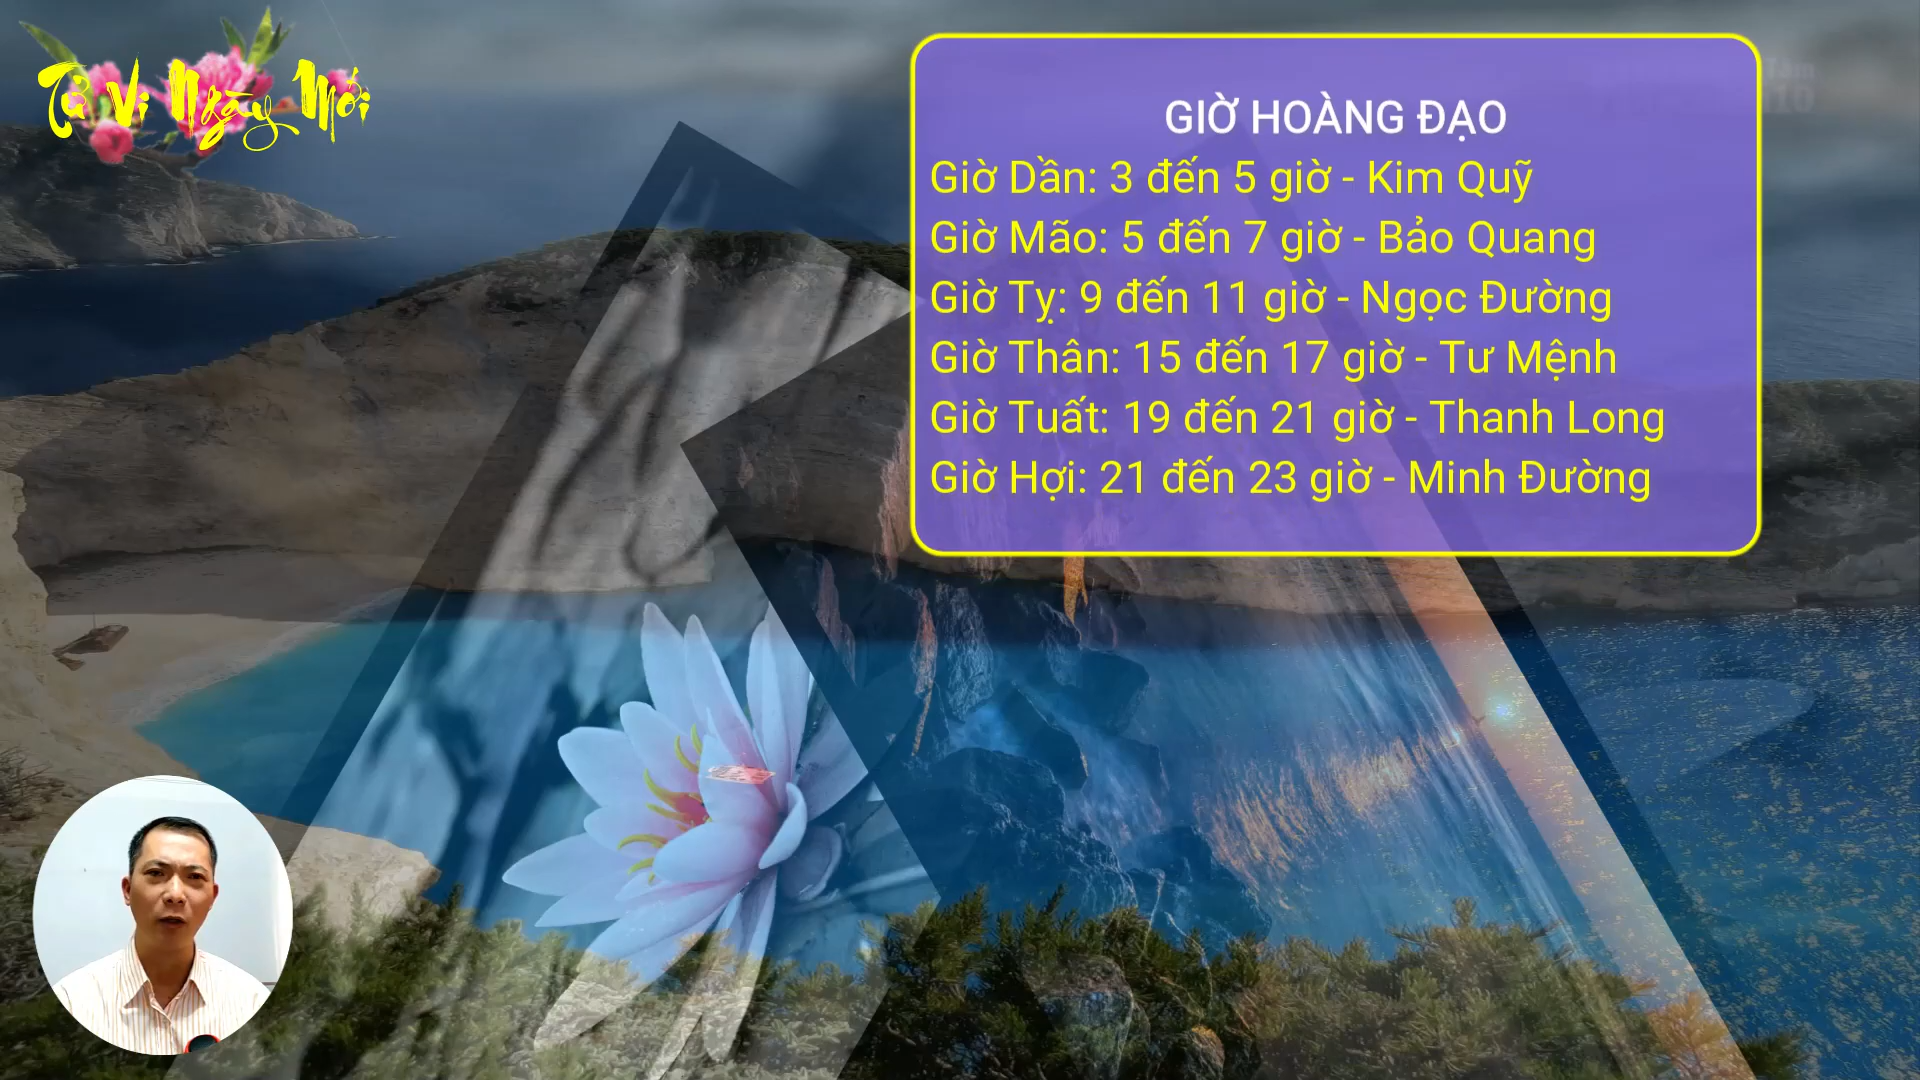 Tử Vi Ngày Mới
GIỜ HOÀNG ĐẠO
Giờ Dần: 3 đến 5 giờ - Kim Quỹ
Giờ Mão: 5 đến 7 giờ - Bảo Quang
Giờ Tỵ: 9 đến 11 giờ - Ngọc Đường
Giờ Thân: 15 đến 17 giờ - Tư Mệnh
Giờ Tuất: 19 đến 21 giờ - Thanh Long
Giờ Hợi: 21 đến 23 giờ - Minh Đường